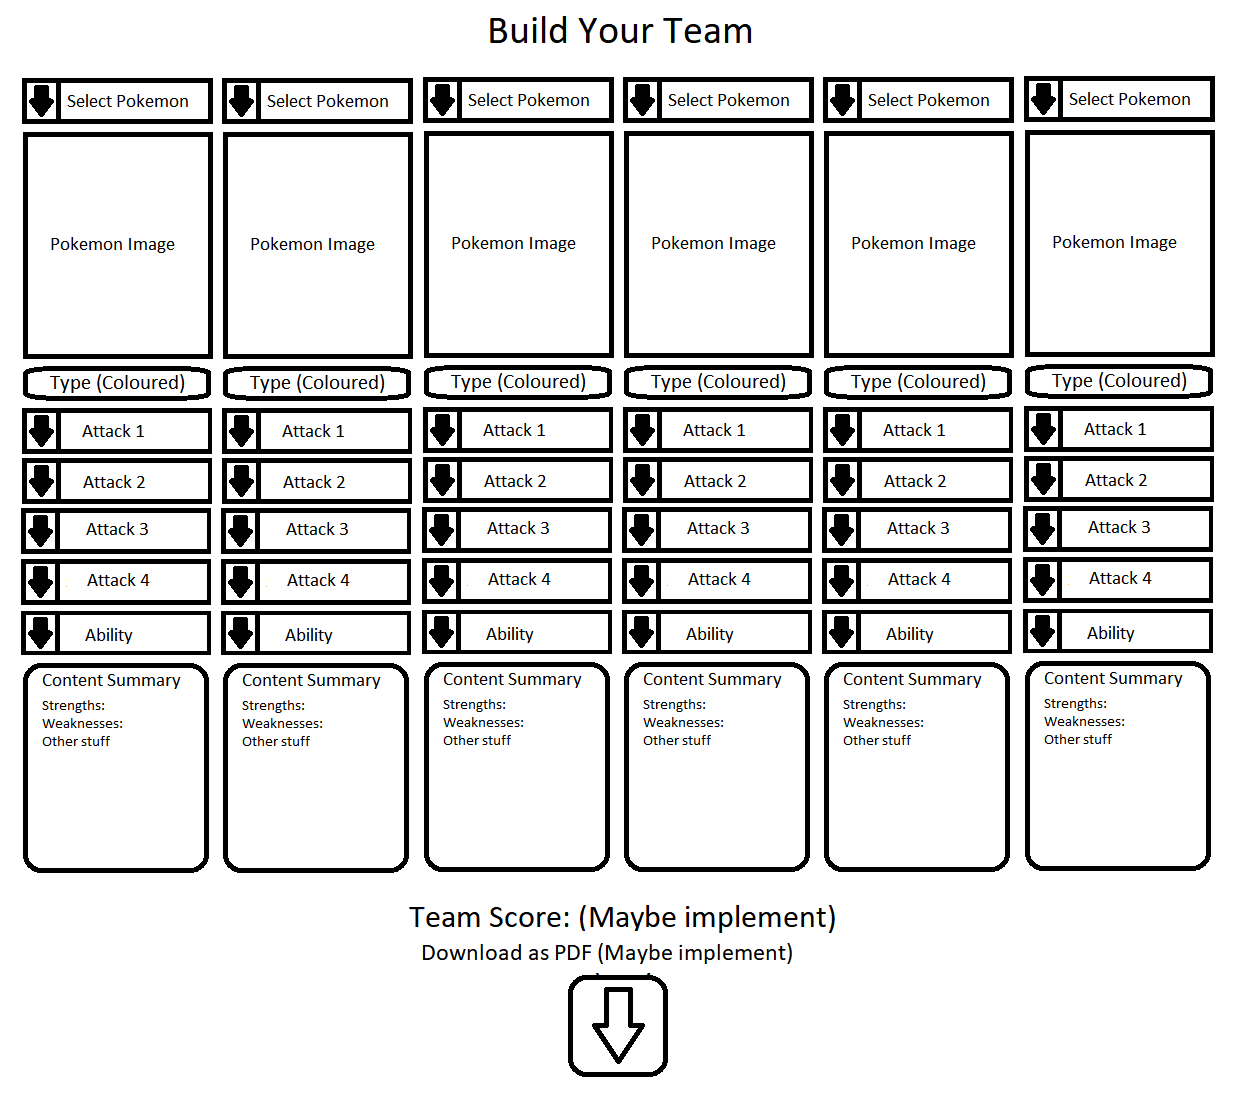 Build Your Team
Select Pokemon Select Pokemon Select Pokemon Select Pokemon Select Pokemon Select Pokemon
Pokemon Image Pokemon Image Pokemon Image Pokemon Image Pokemon Image Pokemon Image
Type (Coloured) Type (Coloured) Type (Coloured) Type (Coloured) Type (Coloured) Type (Coloured)
Attack 1 Attack 1 Attack 1 Attack 1 Attack 1 Attack 1
Attack 2 Attack 2 Attack 2 Attack 2 Attack 2 Attack 2
Attack 3 Attack 3 Attack 3 Attack 3 Attack 3 Attack 3
Attack 4 Attack 4 Attack 4 Attack 4 Attack 4 Attack 4
Ability Ability Ability Ability Ability Ability
Content Summary Content Summary Content Summary Content Summary Content Summary Content Summary
Strengths: Strengths: Strengths: Strengths: Strengths: Strengths:
Weaknesses: Weaknesses: Weaknesses: Weaknesses: Weaknesses: Weaknesses:
Other stuff Other stuff Other stuff Other stuff Other stuff Other stuff
Team Score: (Maybe implement)
Download as PDF (Maybe implement)